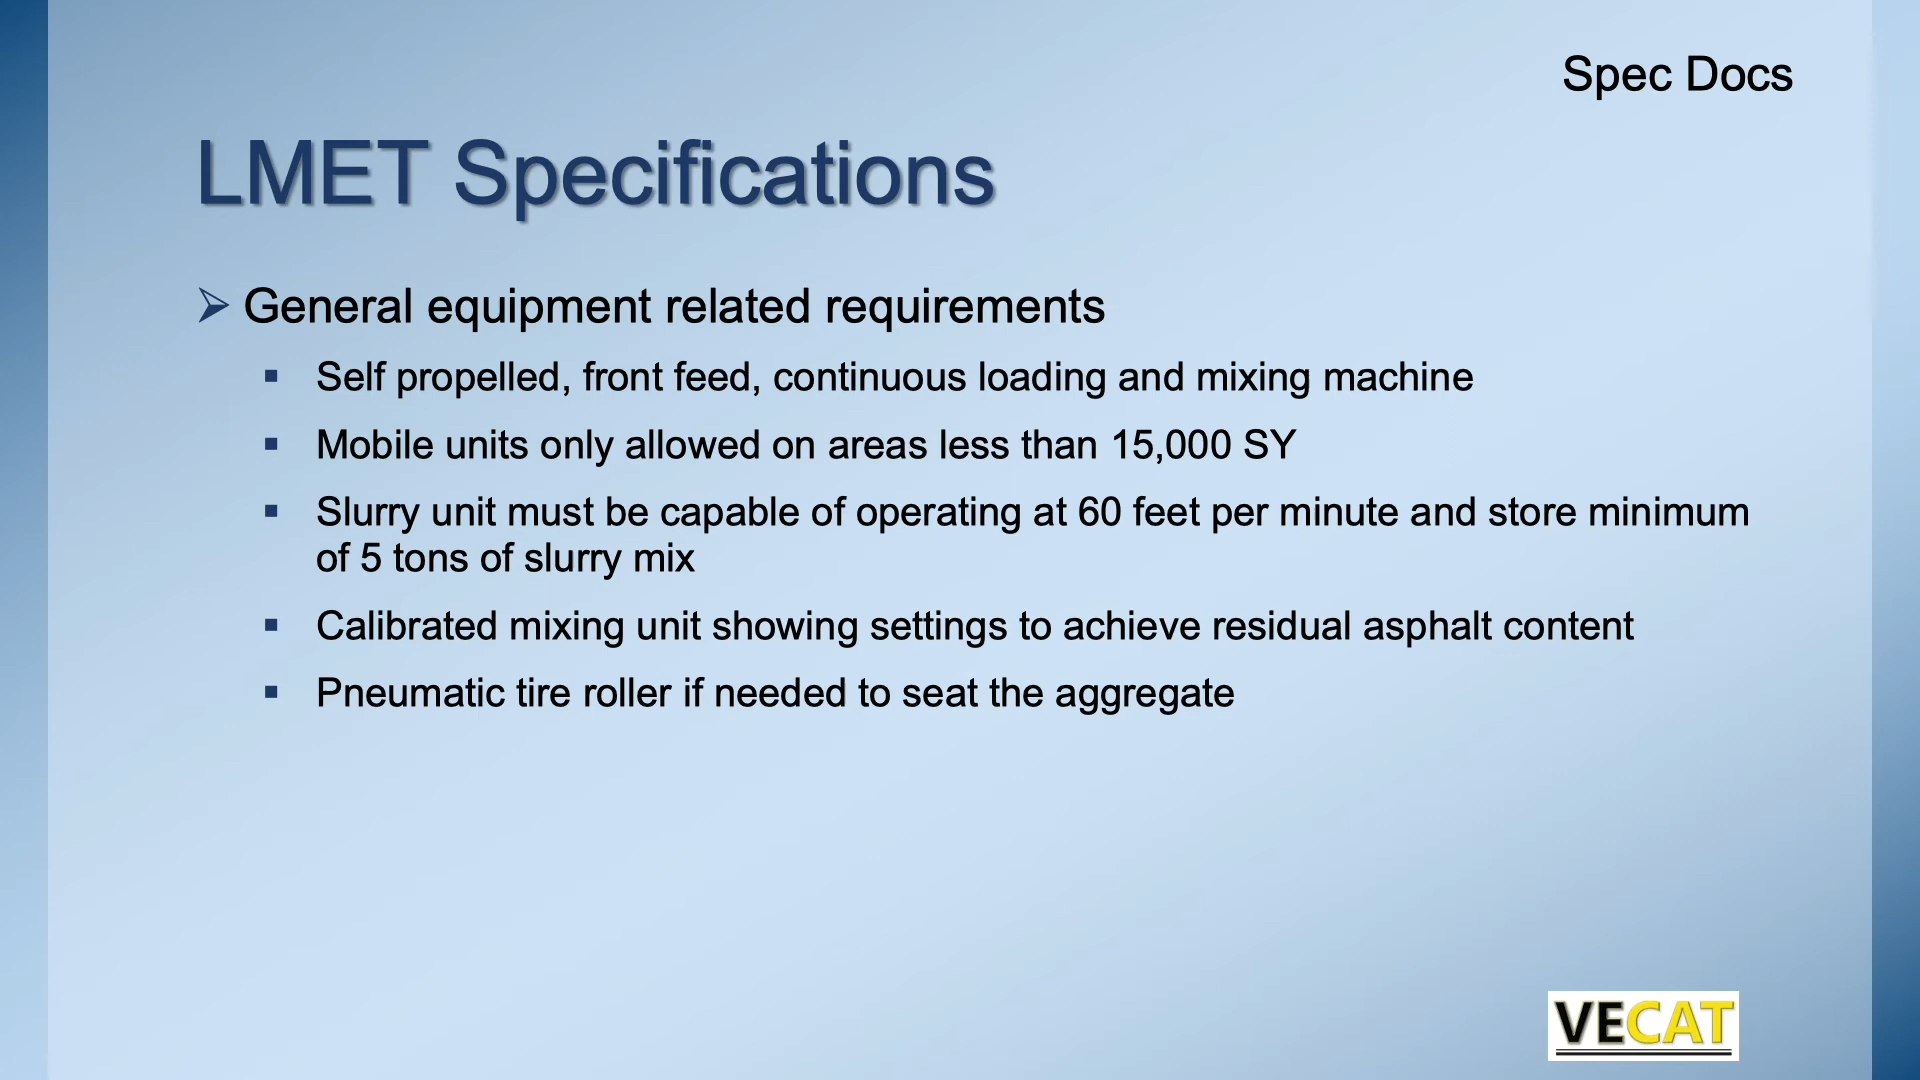 Spec Docs
LMET Specifications
General equipment related requirements
Self propelled, front feed, continuous loading and mixing machine
Mobile units only allowed on areas less than 15,000 SY
Slurry unit must be capable of operating at 60 feet per minute and store minimum
of 5 tons of slurry mix
Calibrated mixing unit showing settings to achieve residual asphalt content
Pneumatic tire roller if needed to seat the aggregate
VECAT